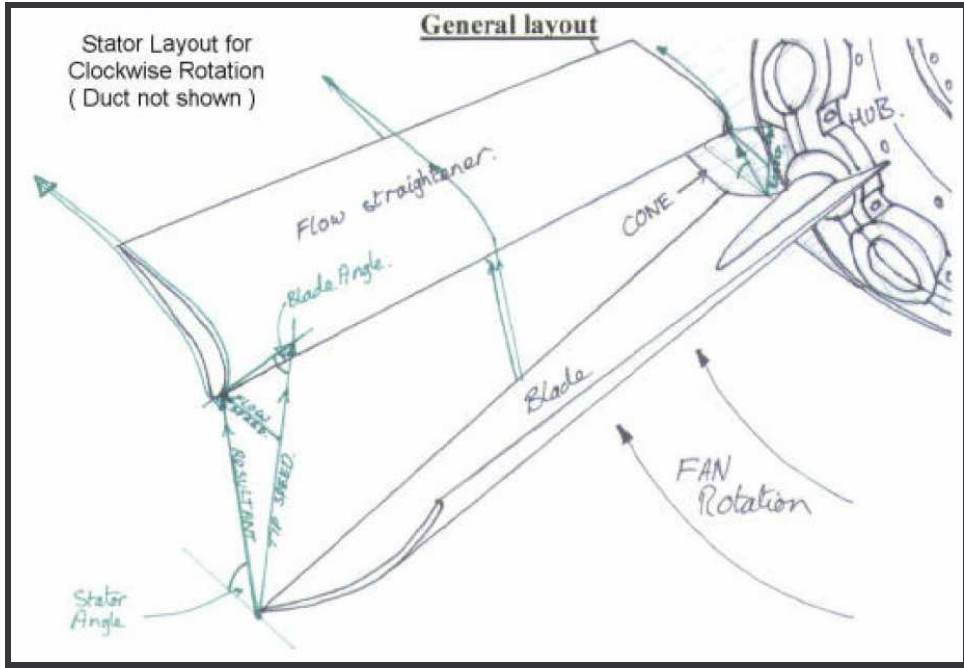 General layout
Stator Layout for
Clockwise Rotation
( Duct not shown )
HUB.
Flow straightener.
CONE
Blade Angle.
Blade
FLOW
SPEED.
RESULTANT
TIP SPEED.
FAN
Rotation
Stator
Angle